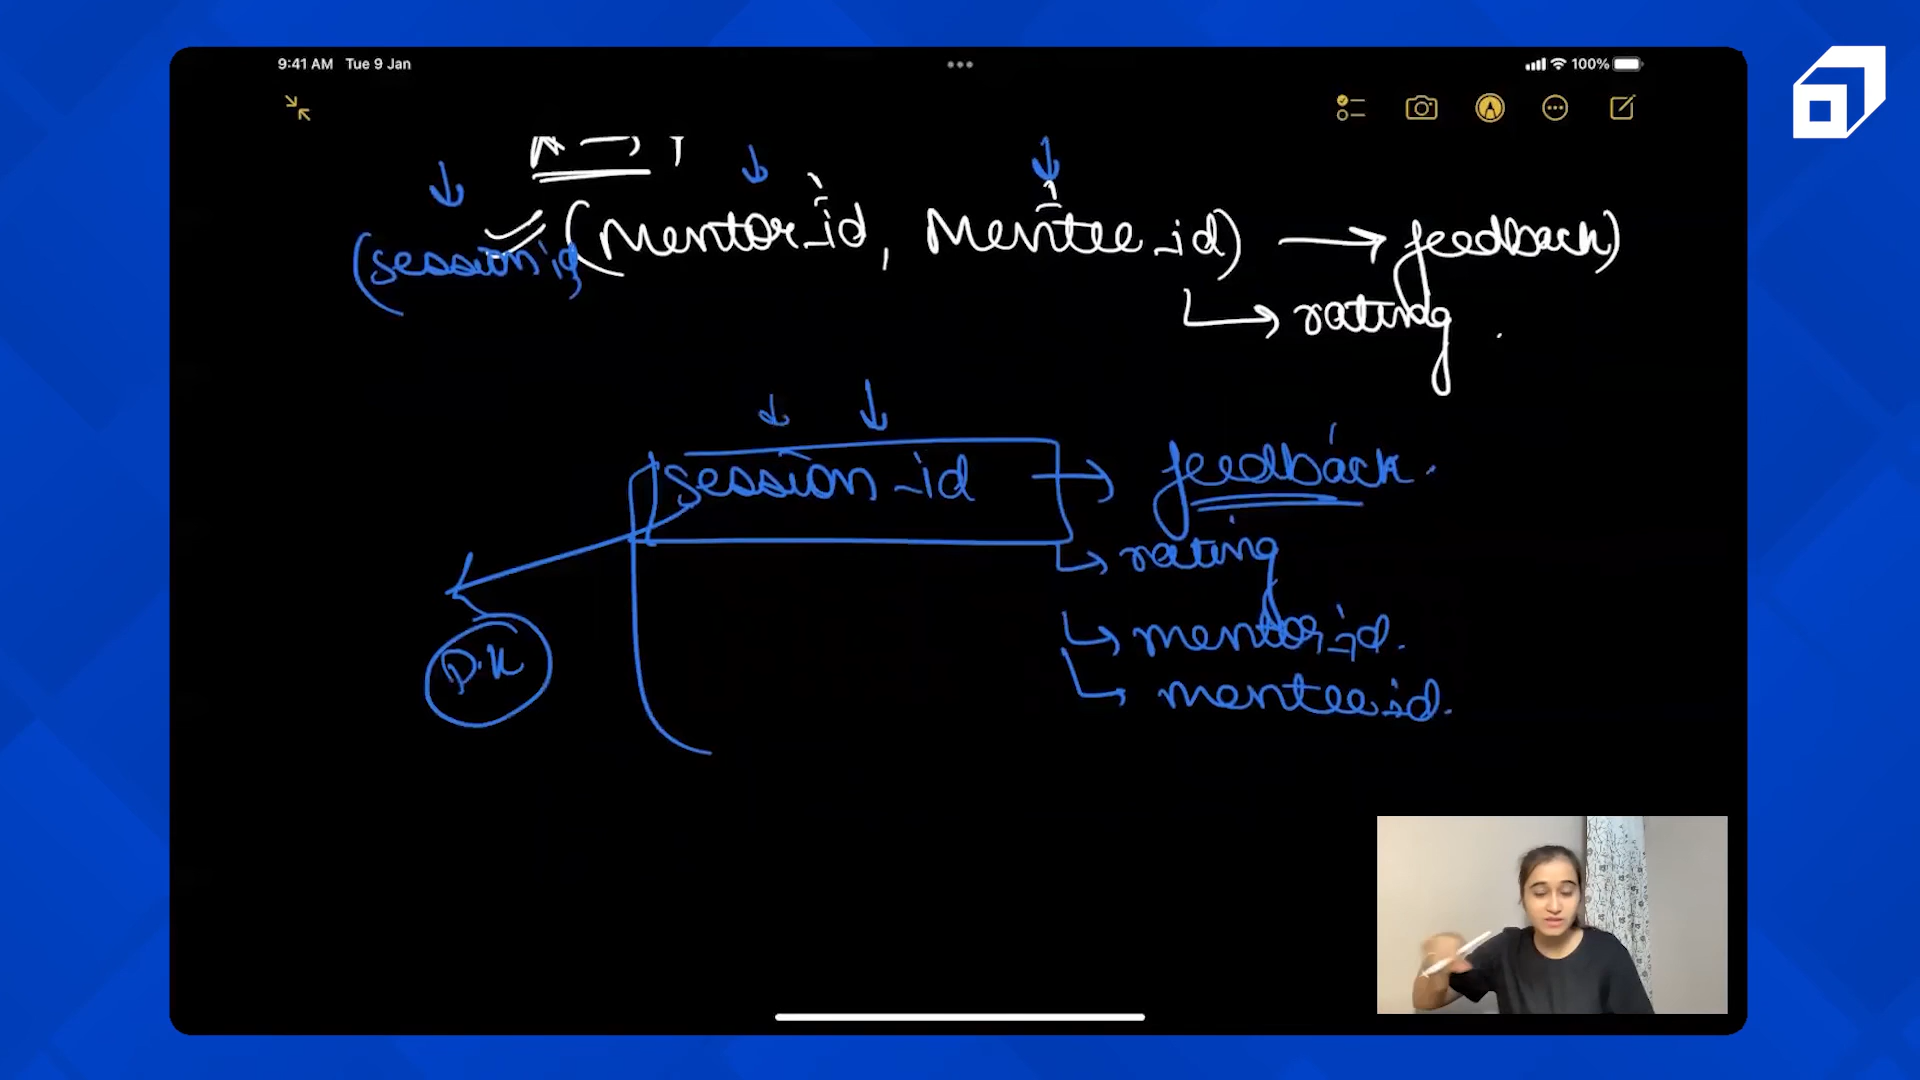 9:41 AM Tue 9 Jan 100%
(session_id (Mentor_id, Mentee_id) → feedback)
↳ rating
session_id → feedback.
↳ rating
↳ mentor_id.
P.K ↳ mentee_id.